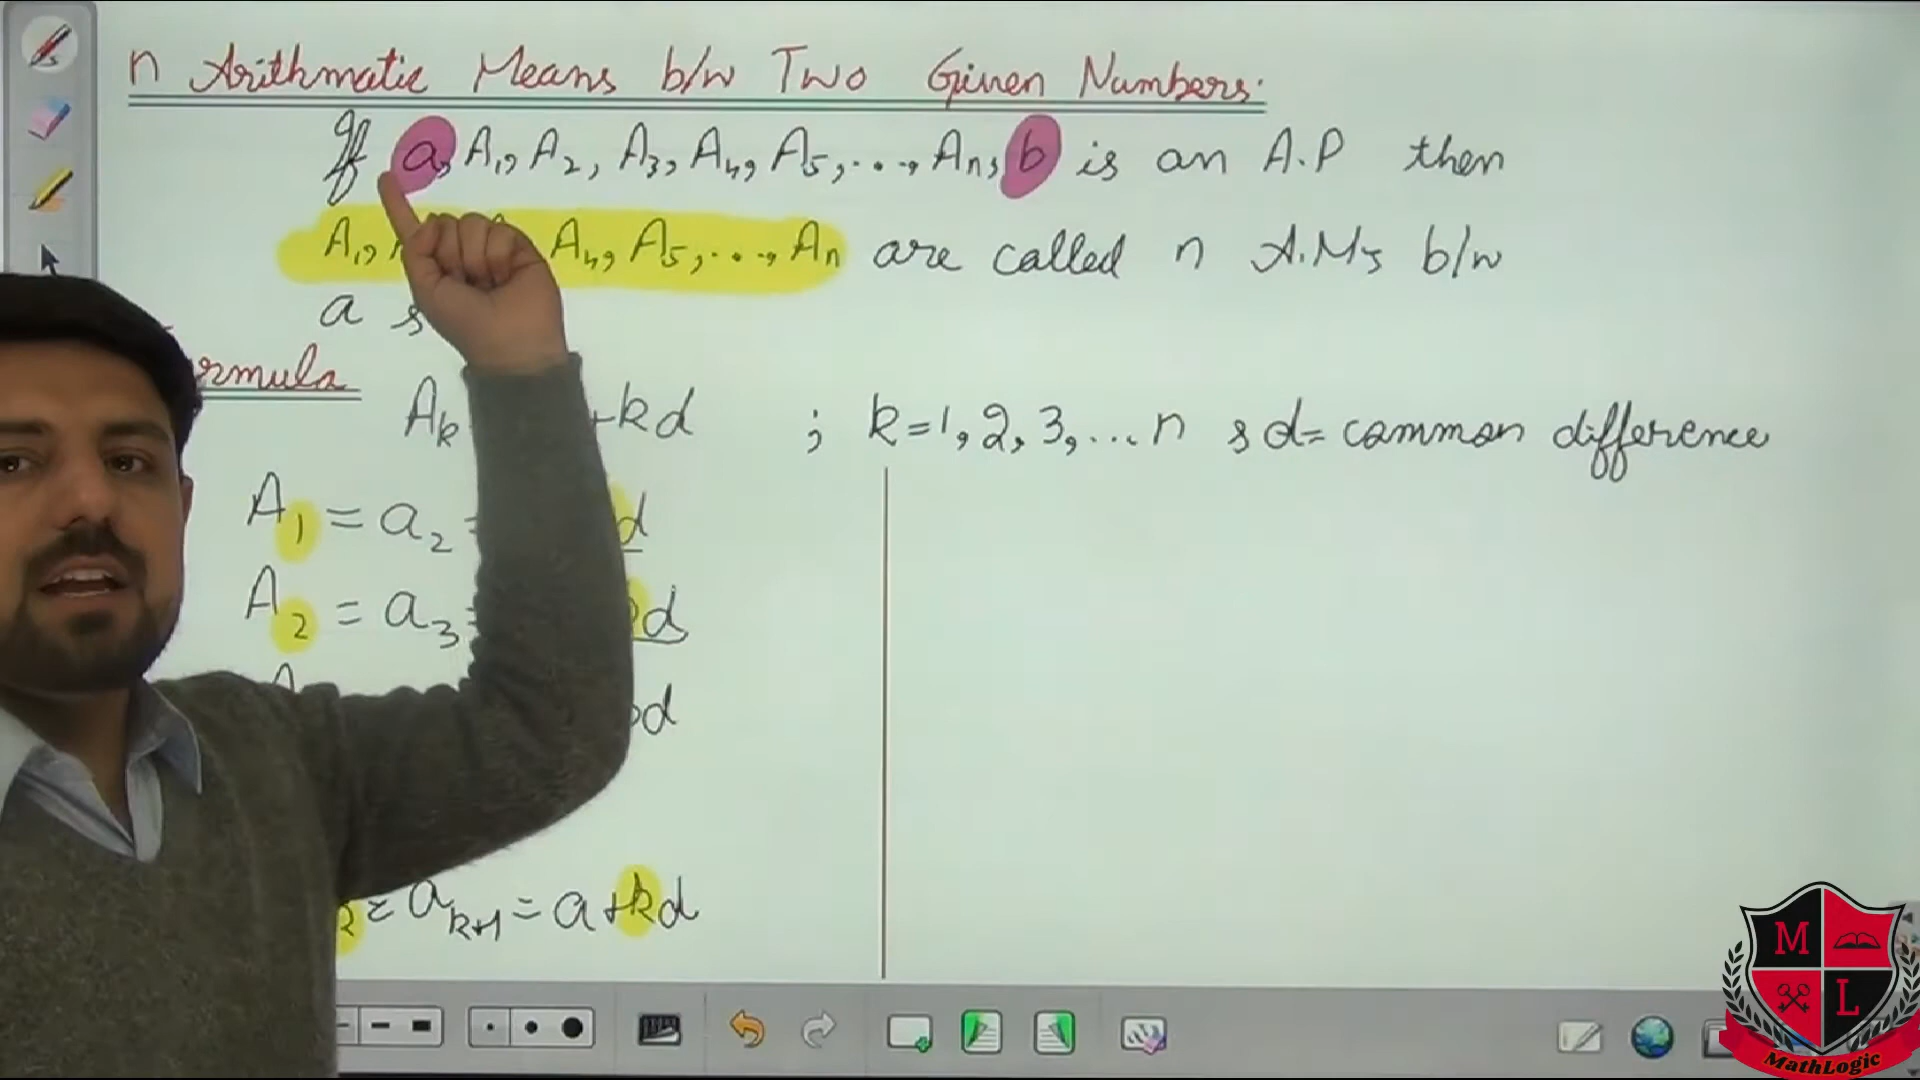 n Arithmatic Means b/w Two Given Numbers:
If a, A₁, A₂, A₃, A₄, A₅, ..., Aₙ, b is an A.P then
A₁, A₄, A₅, ..., Aₙ are called n A.Ms b/w
a &
Aₖ +kd ; k=1, 2, 3, ... n & d= common difference
A₁ = a₂ = d
A₂ = a₃ = d
d
= aₖ₊₁ = a+kd
M
L
MathLogic